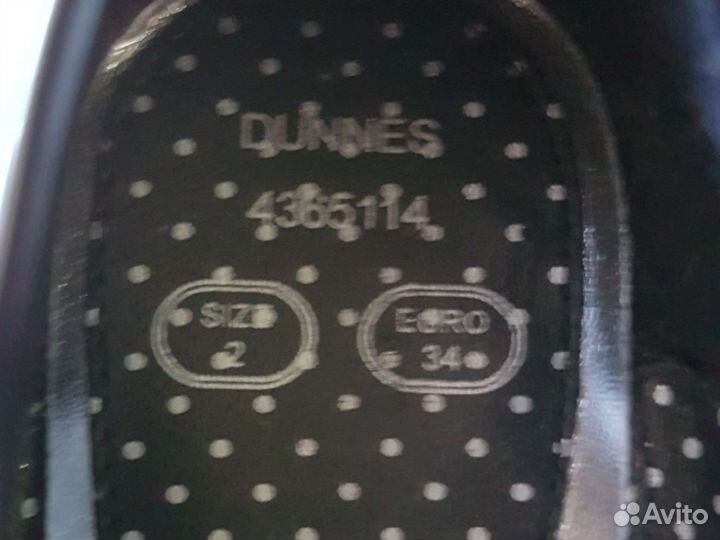 DUNNES
4365114
SIZE
2
EURO
34
Avito